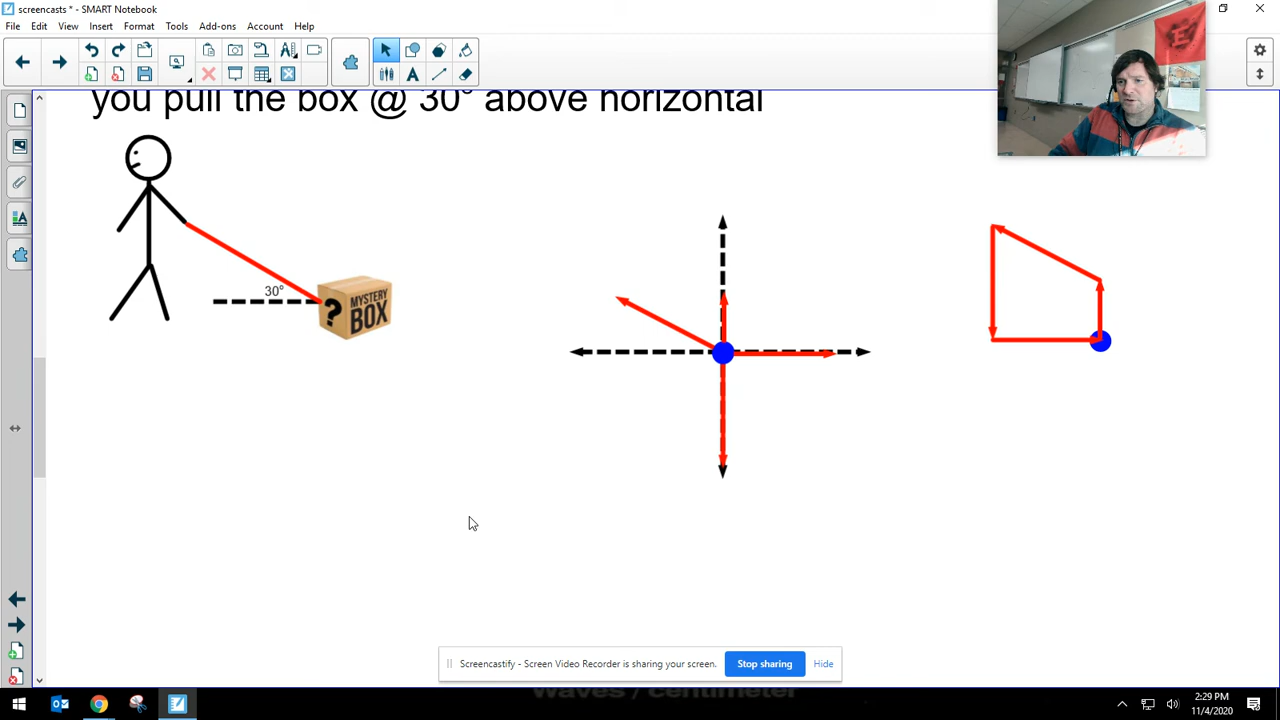 screencasts * - SMART Notebook
File Edit View Insert Format Tools Add-ons Account Help
you pull the box @ 30° above horizontal
30°
?
MYSTERY
BOX
Screencastify - Screen Video Recorder is sharing your screen.
Stop sharing
Hide
Waves / centimeter
2:29 PM
11/4/2020